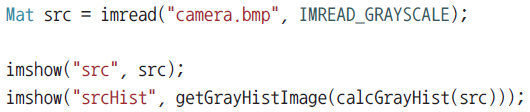 Mat src = imread("camera.bmp", IMREAD_GRAYSCALE);
imshow("src", src);
imshow("srcHist", getGrayHistImage(calcGrayHist(src)));